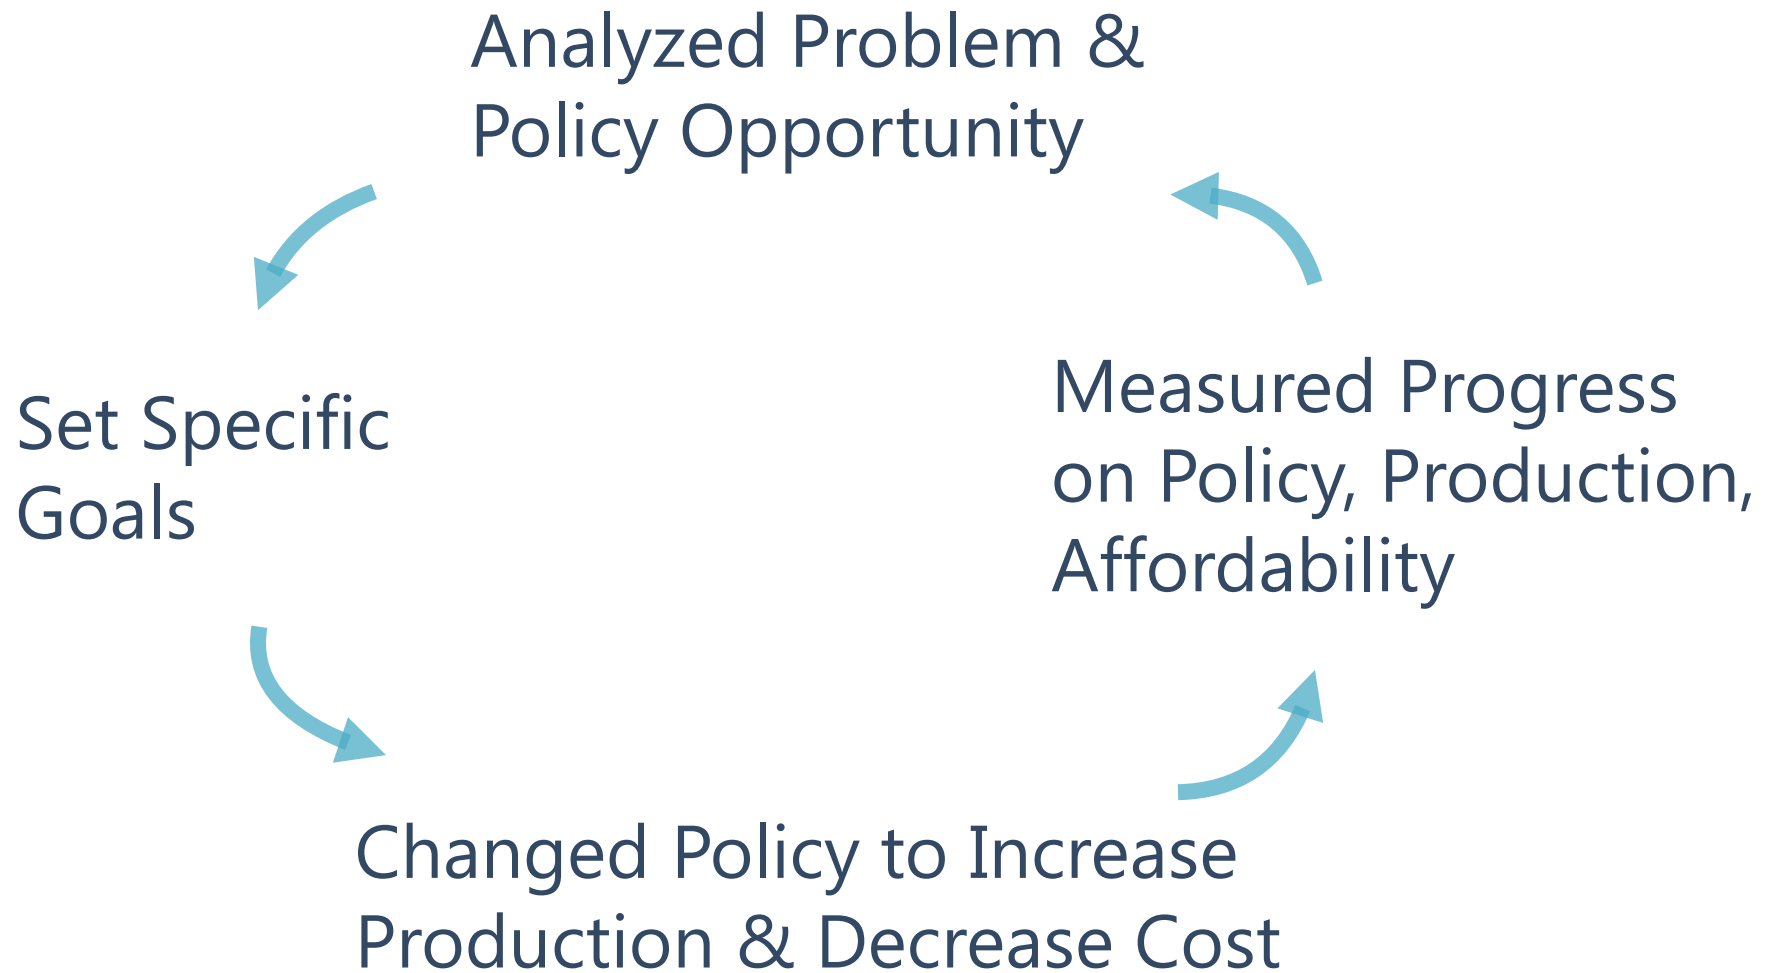 Analyzed Problem &
Policy Opportunity
Set Specific
Goals
Measured Progress
on Policy, Production,
Affordability
Changed Policy to Increase
Production & Decrease Cost